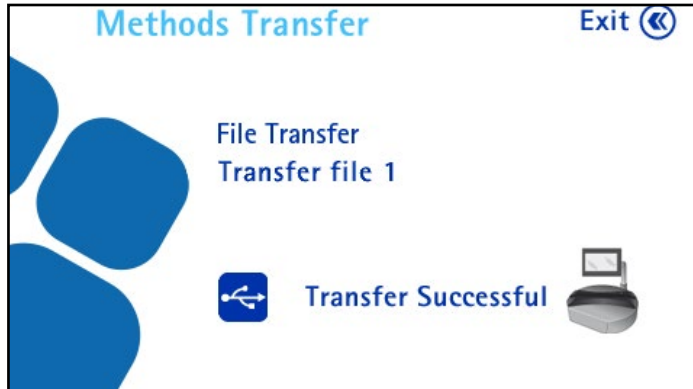 Methods Transfer
Exit
File Transfer
Transfer file 1
Transfer Successful